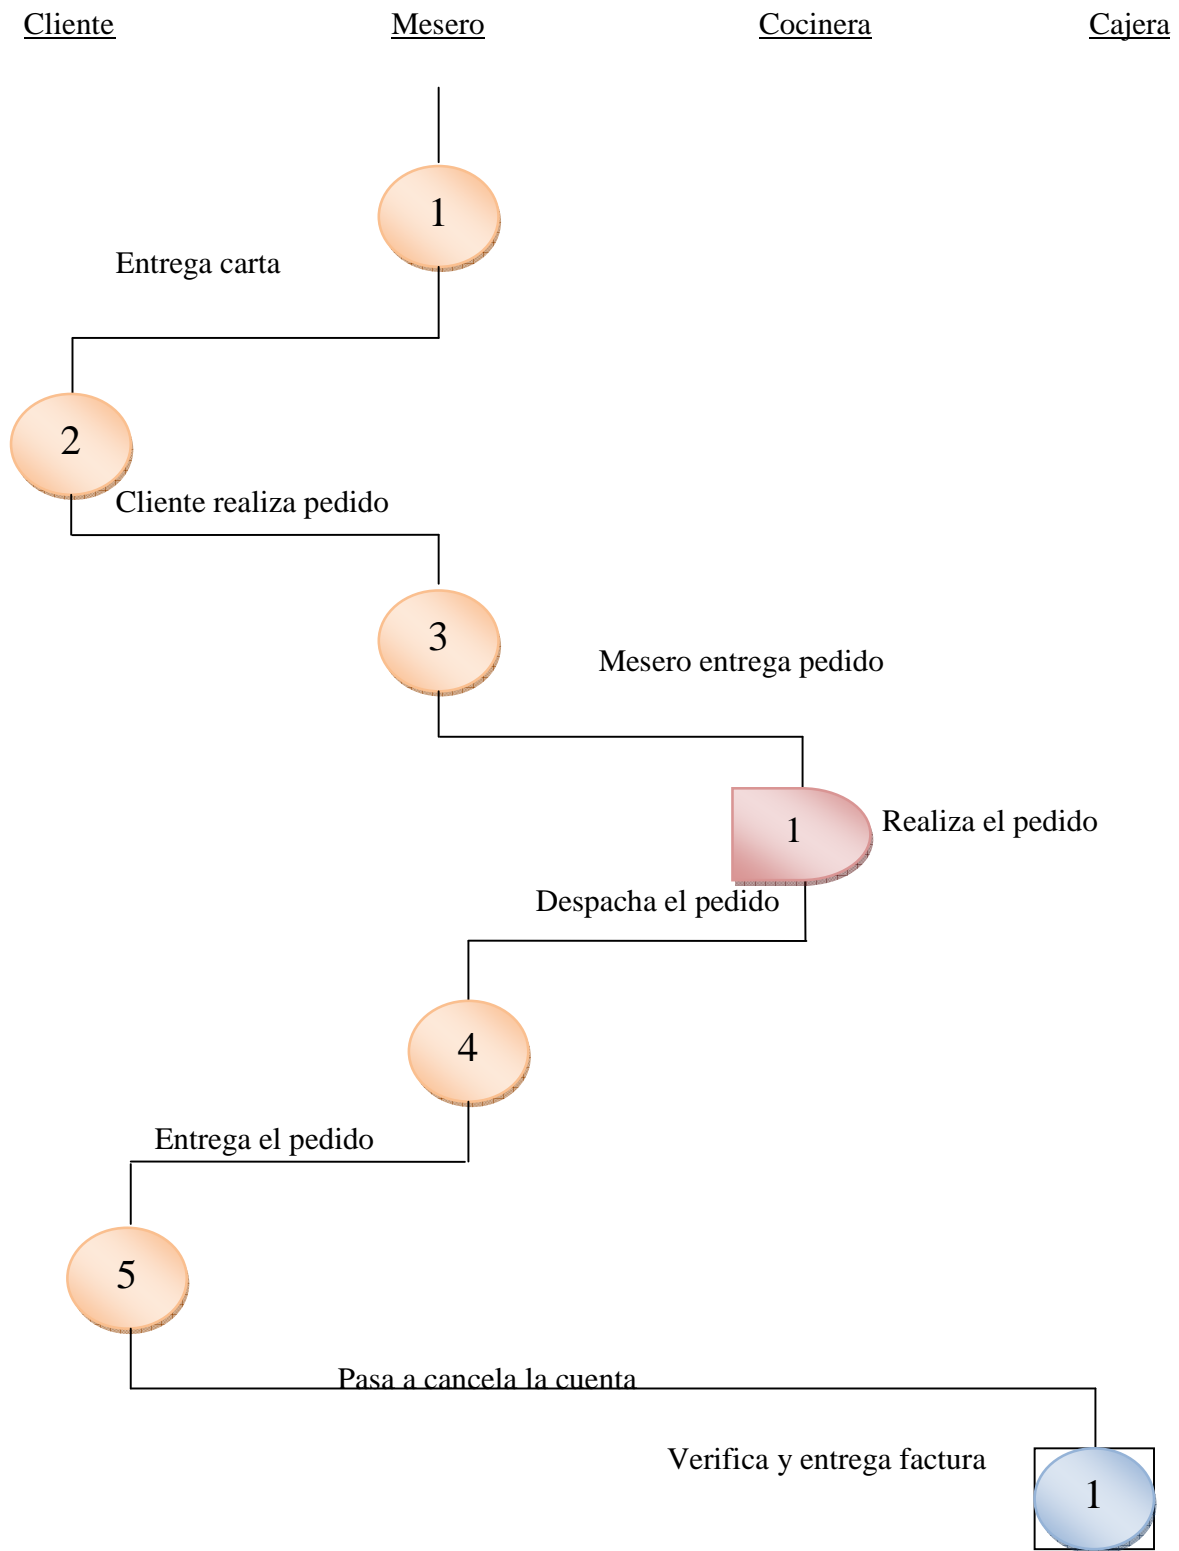 Cliente Mesero Cocinera Cajera
1
Entrega carta
2
Cliente realiza pedido
3
Mesero entrega pedido
1
Realiza el pedido
Despacha el pedido
4
Entrega el pedido
5
Pasa a cancela la cuenta
Verifica y entrega factura
1